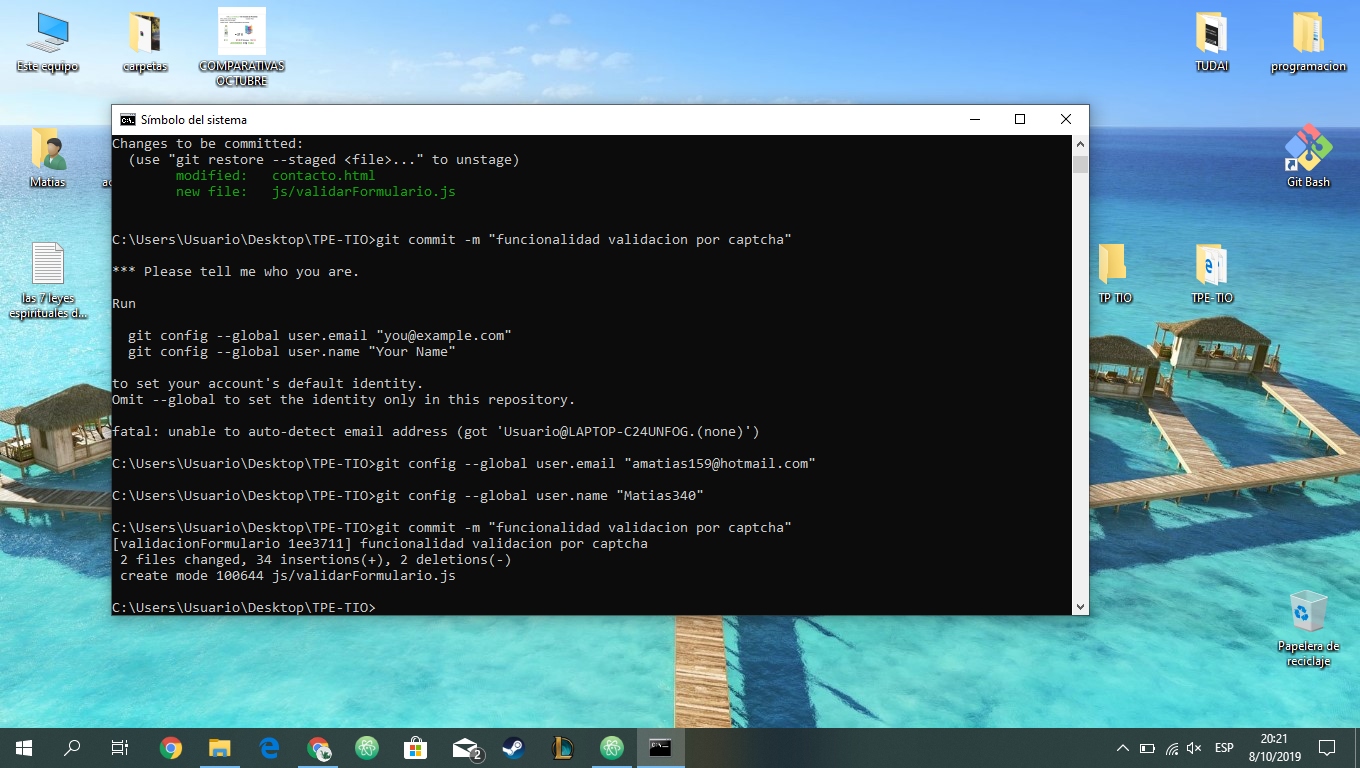 Este equipo
carpetas
COMPARATIVAS
OCTUBRE
TUDAI
programacion
Matias
Git Bash
las 7 leyes
espirituales d...
TP TIO
TPE-TIO
Símbolo del sistema
Changes to be committed:
  (use "git restore --staged <file>..." to unstage)
        modified:   contacto.html
        new file:   js/validarFormulario.js
C:\Users\Usuario\Desktop\TPE-TIO>git commit -m "funcionalidad validacion por captcha"
*** Please tell me who you are.
Run
  git config --global user.email "you@example.com"
  git config --global user.name "Your Name"
to set your account's default identity.
Omit --global to set the identity only in this repository.
fatal: unable to auto-detect email address (got 'Usuario@LAPTOP-C24UNFOG.(none)')
C:\Users\Usuario\Desktop\TPE-TIO>git config --global user.email "amatias159@hotmail.com"
C:\Users\Usuario\Desktop\TPE-TIO>git config --global user.name "Matias340"
C:\Users\Usuario\Desktop\TPE-TIO>git commit -m "funcionalidad validacion por captcha"
[validacionFormulario 1ee3711] funcionalidad validacion por captcha
 2 files changed, 34 insertions(+), 2 deletions(-)
 create mode 100644 js/validarFormulario.js
C:\Users\Usuario\Desktop\TPE-TIO>
Papelera de
reciclaje
2
ESP
20:21
8/10/2019